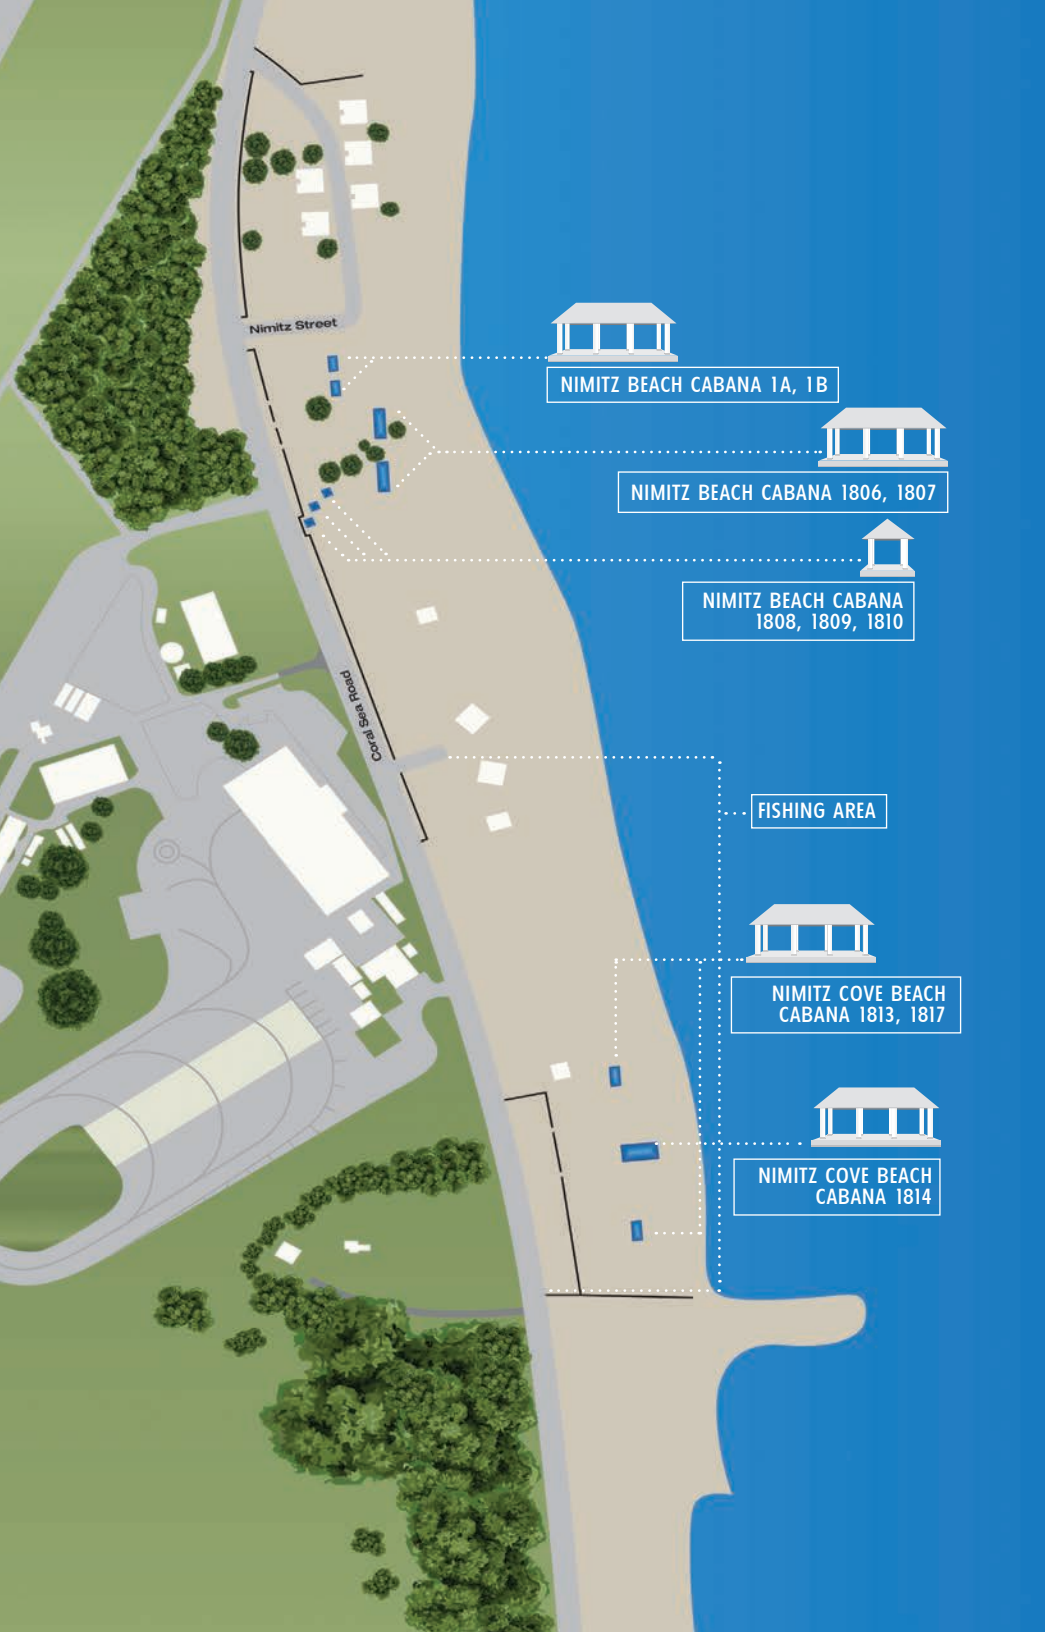 Nimitz Street
NIMITZ BEACH CABANA 1A, 1B
NIMITZ BEACH CABANA 1806, 1807
NIMITZ BEACH CABANA
1808, 1809, 1810
Coral Sea Road
FISHING AREA
NIMITZ COVE BEACH
CABANA 1813, 1817
NIMITZ COVE BEACH
CABANA 1814